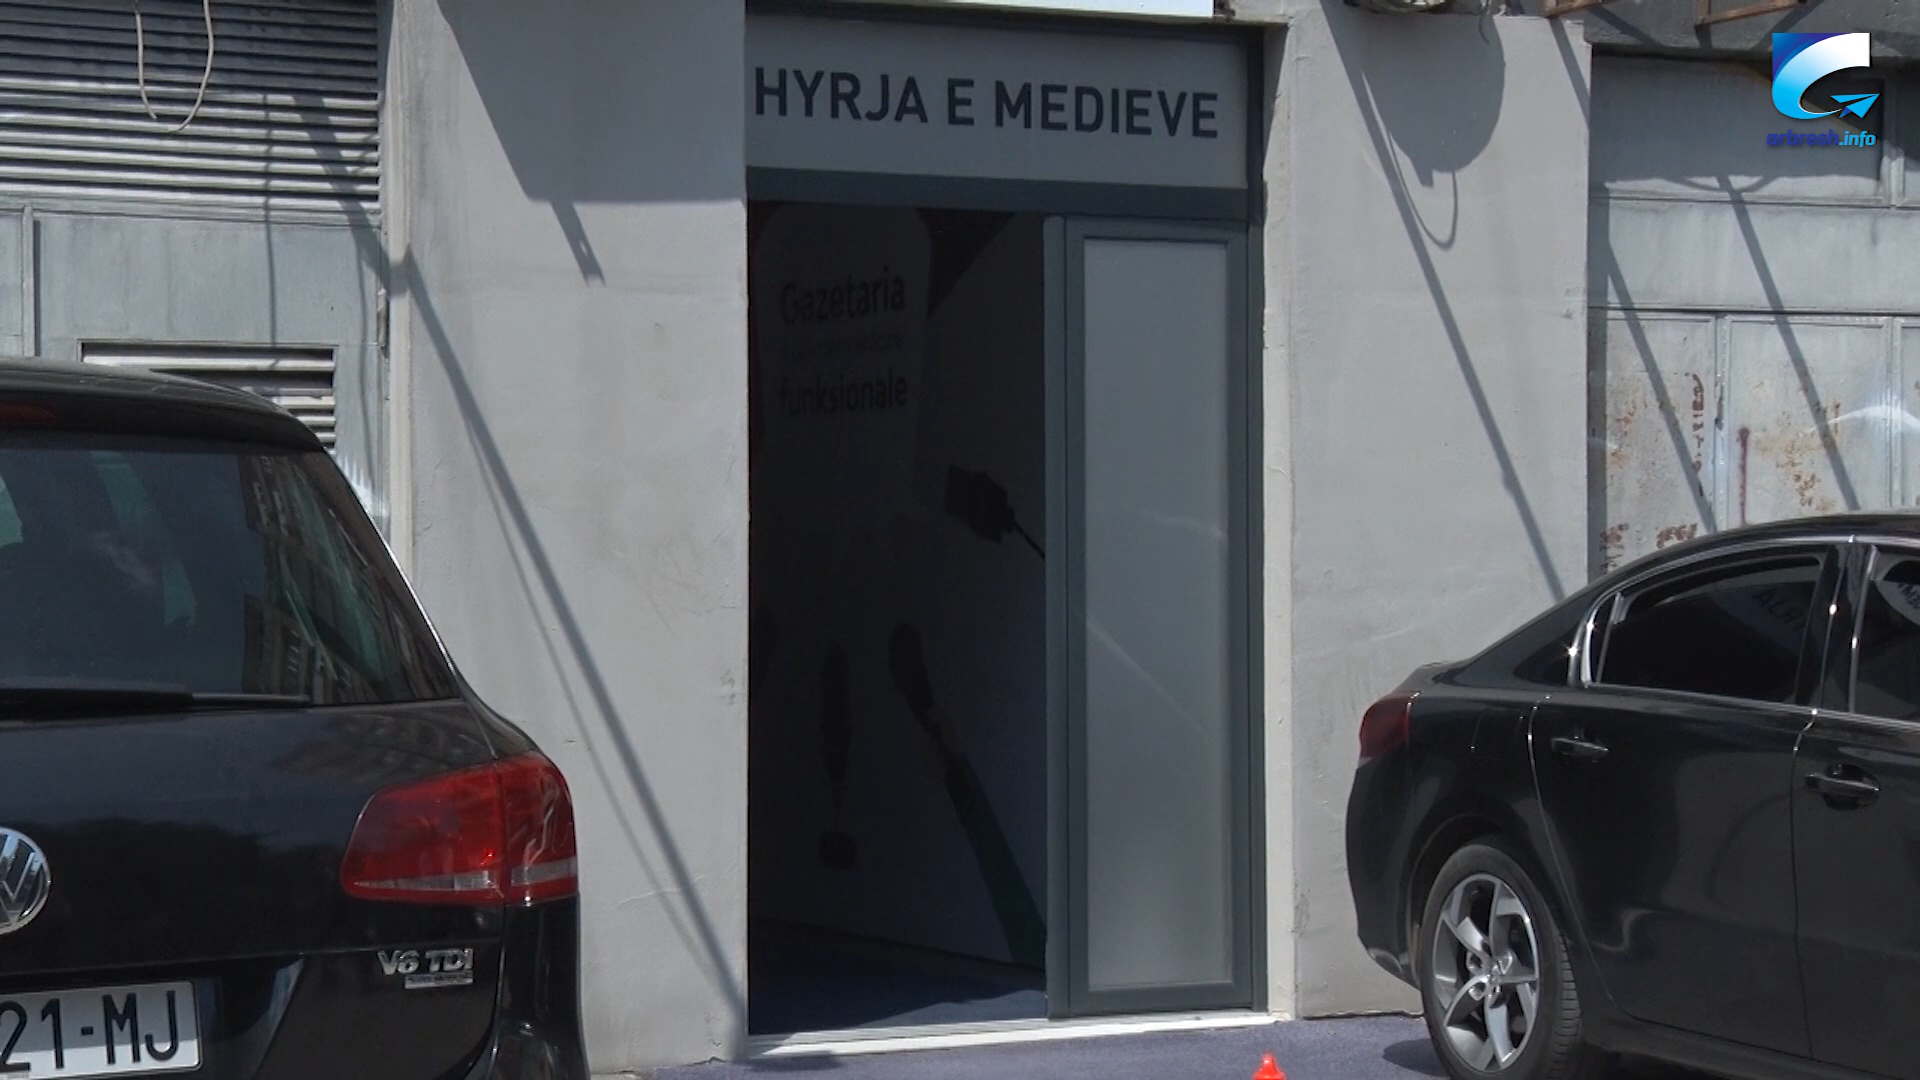 HYRJA E MEDIEVE
arbresh.info
Gazetaria
funksionale
V6 TDI
21-MJ